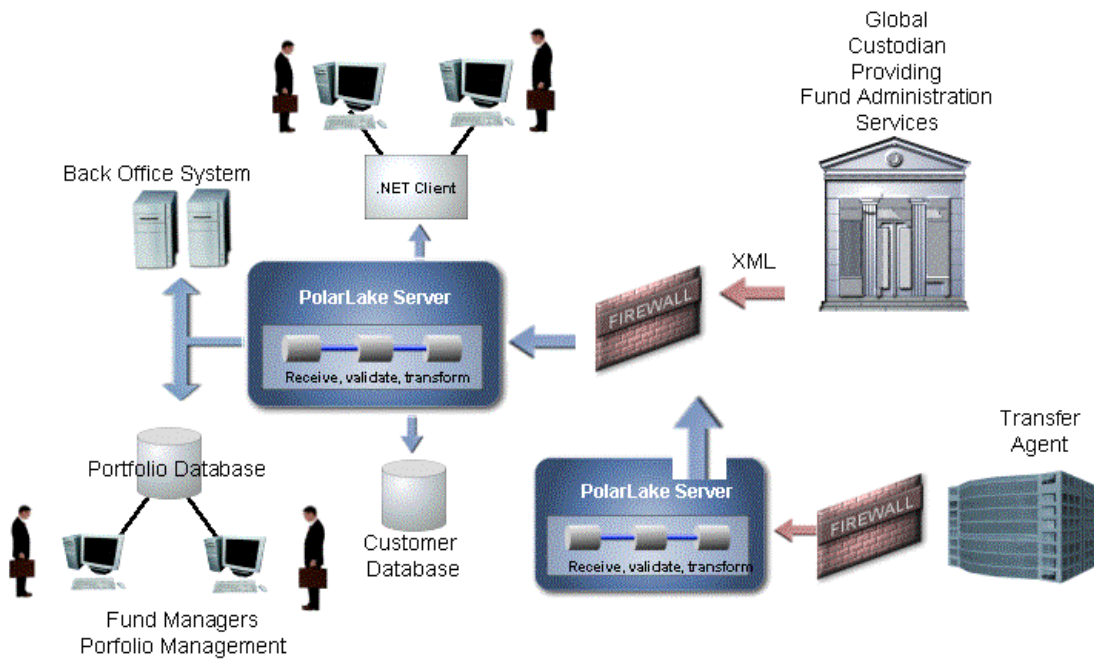 Global
Custodian
Providing
Fund Administration
Services
Back Office System
.NET Client
XML
FIREWALL
PolarLake Server
Receive, validate, transform
Portfolio Database
Customer
Database
Transfer
Agent
PolarLake Server
FIREWALL
Receive, validate, transform
Fund Managers
Porfolio Management